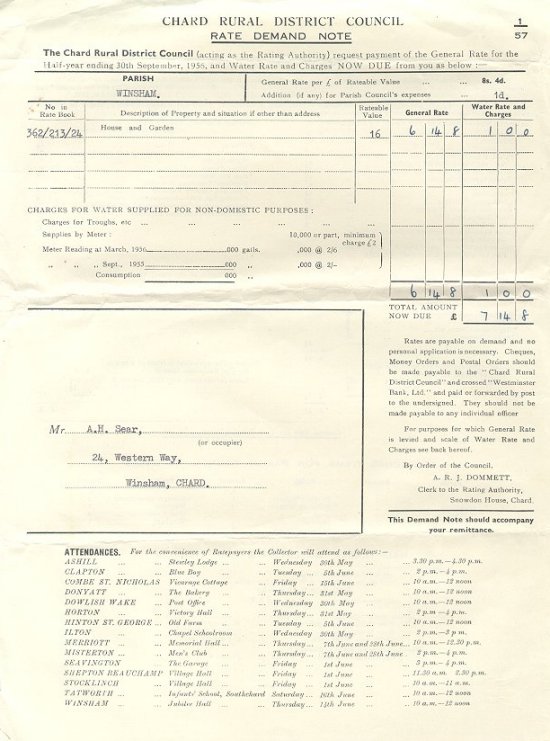 CHARD RURAL DISTRICT COUNCIL
RATE DEMAND NOTE
1
57
The Chard Rural District Council (acting as the Rating Authority) request payment of the General Rate for the
Half-year ending 30th September, 1956, and Water Rate and Charges NOW DUE from you as below :—
PARISH
WINSHAM.
General Rate per £ of Rateable Value ... ... 8s. 4d.
Addition (if any) for Parish Council's expenses ... 1d.
No in Rate Book
Description of Property and situation if other than address
Rateable Value
General Rate
Water Rate and Charges
362/213/24 House and Garden 16 6 14 8 1 0 0
CHARGES FOR WATER SUPPLIED FOR NON-DOMESTIC PURPOSES :
Charges for Troughs, etc ... ... ... ... ... ...
Supplies by Meter : 10,000 or part, minimum charge £2
Meter Reading at March, 1956 000 galls. ,000 @ 2/6
,, ,, ,, Sept., 1955 000 ,, ,000 @ 2/-
Consumption 000 ,,
6 14 8 1 0 0
TOTAL AMOUNT
NOW DUE £ 7 14 8
Rates are payable on demand and no
personal application is necessary. Cheques,
Money Orders and Postal Orders should
be made payable to the "Chard Rural
District Council" and crossed "Westminster
Bank, Ltd." and paid or forwarded by post
to the undersigned. They should not be
made payable to any individual officer
For purposes for which General Rate
is levied and scale of Water Rate and
Charges see back hereof.
By Order of the Council,
A. R. J. DOMMETT,
Clerk to the Rating Authority,
Snowdon House, Chard.
This Demand Note should accompany
your remittance.
Mr A.H. Sear,
(or occupier)
24, Western Way,
Winsham, CHARD.
ATTENDANCES. For the convenience of Ratepayers the Collector will attend as follows:—
ASHILL ... ... Stewley Lodge ... ... Wednesday 30th May ... ... 3.30 p.m.—4.30 p.m.
CLAPTON ... ... Blue Boy ... ... Tuesday ... 5th June ... ... 2 p.m.—4 p.m.
COMBE ST. NICHOLAS Vicarage Cottage ... Friday ... 15th June ... ... 10 a.m.—12 noon
DONYATT ... ... The Bakery ... ... Thursday ... 31st May ... ... 10 a.m.—12 noon
DOWLISH WAKE ... Post Office ... ... Wednesday 30th May ... ... 10 a.m.—12 noon
HORTON ... ... Victory Hall ... ... Thursday ... 31st May ... ... 2 p.m.—4 p.m.
HINTON ST. GEORGE ... Old Farm ... ... Tuesday ... 5th June ... ... 10 a.m.—12 noon
ILTON ... ... Chapel Schoolroom ... Wednesday 30th May ... ... 2 p.m.—3 p.m.
MERRIOTT ... ... Memorial Hall ... ... Thursday ... 7th June and 28th June ... 10 a.m.—12.30 p.m.
MISTERTON ... ... Men's Club ... ... Thursday ... 7th June and 28th June ... 2 p.m.—4 p.m.
SEAVINGTON ... The Garage ... ... Friday ... 1st June ... ... 3 p.m.—4 p.m.
SHEPTON BEAUCHAMP Village Hall ... ... Friday ... 1st June ... ... 11.30 a.m. 2.30 p.m.
STOCKLINCH ... Village Hall ... ... Friday ... 1st June ... ... 10 a.m.—11 a.m.
TATWORTH ... ... Infants' School, Southchard Saturday ... 16th June ... ... 10 a.m.—12 noon
WINSHAM ... ... Jubilee Hall ... ... Thursday ... 14th June ... ... 10 a.m.—12 noon